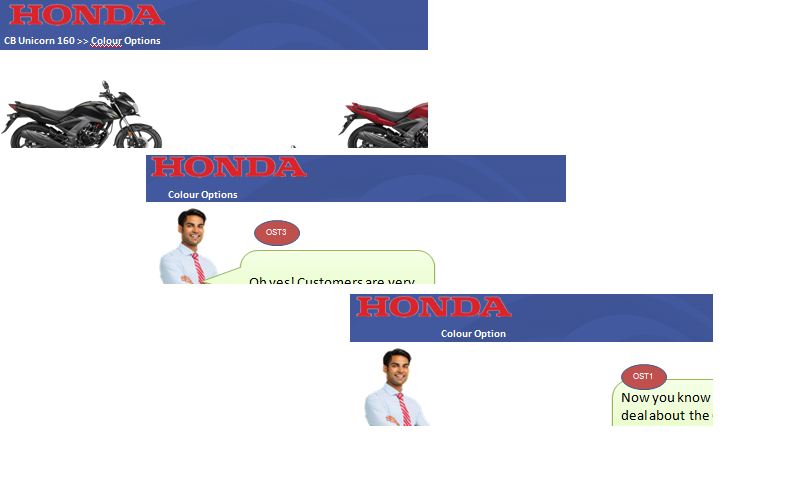 HONDA
CB Unicorn 160 >> Colour Options
HONDA
Colour Options
OST3
Oh yes! Customers are very
HONDA
Colour Option
OST1
Now you know
deal about the